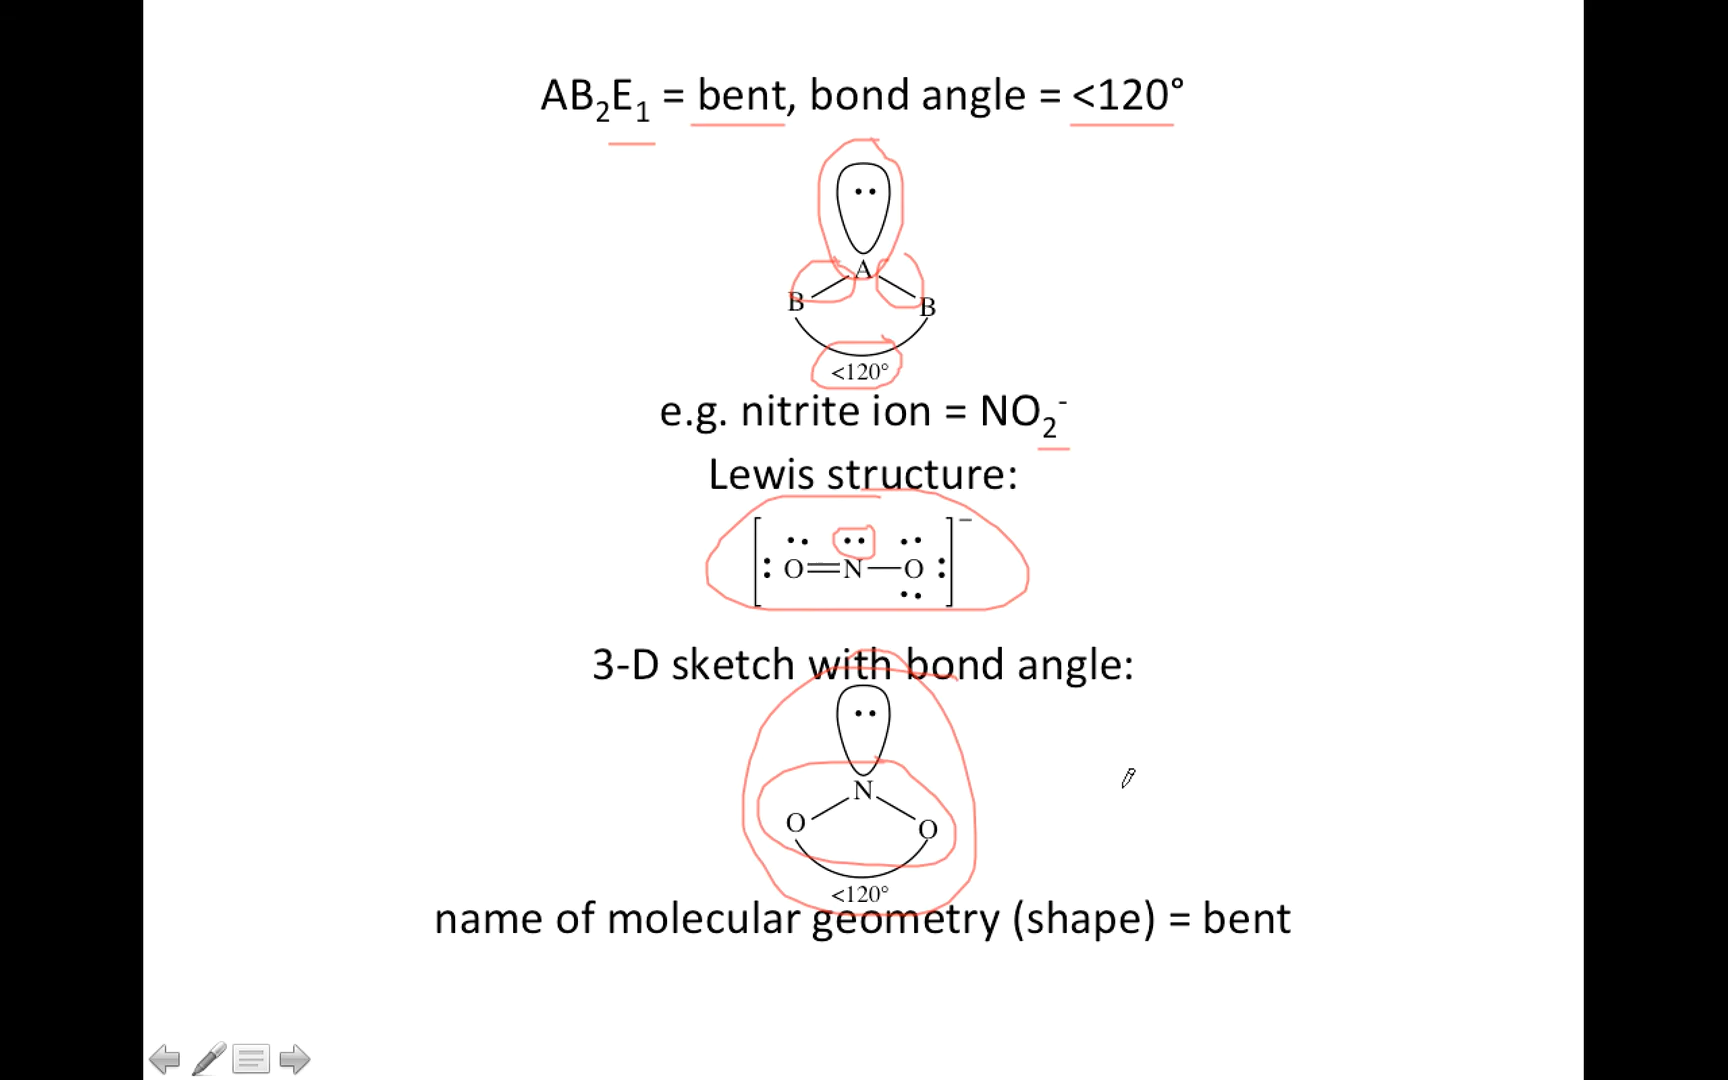 AB₂E₁ = bent, bond angle = <120°
A
B B
<120°
e.g. nitrite ion = NO₂⁻
Lewis structure:
[:O=N—O:]⁻
3-D sketch with bond angle:
N
O O
<120°
name of molecular geometry (shape) = bent